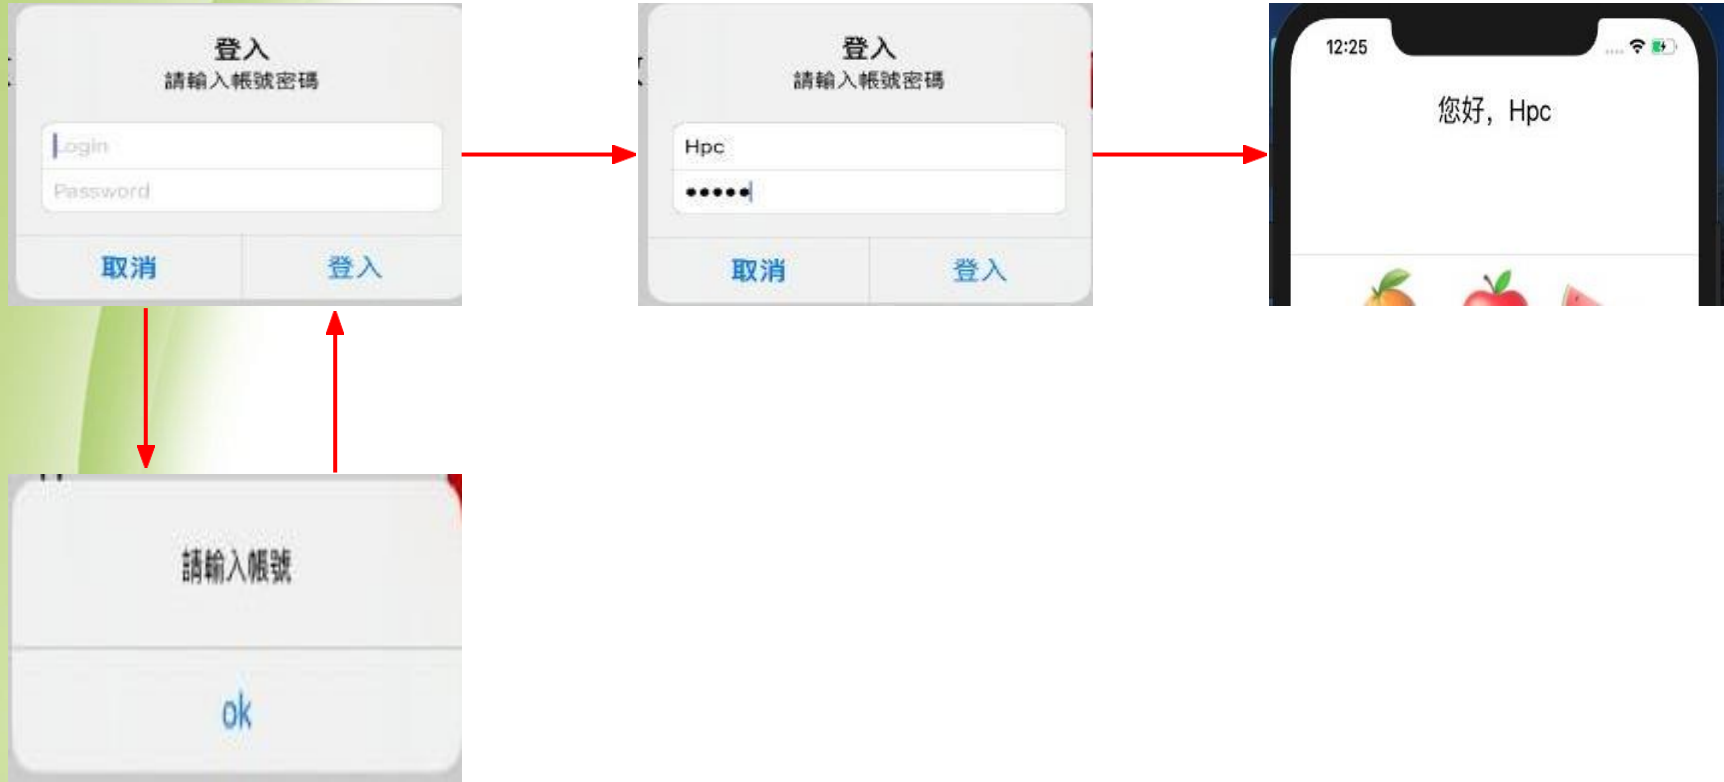 登入
請輸入帳號密碼
Login
Password
取消
登入
登入
請輸入帳號密碼
Hpc
•••••
取消
登入
12:25
您好，Hpc
請輸入帳號
ok